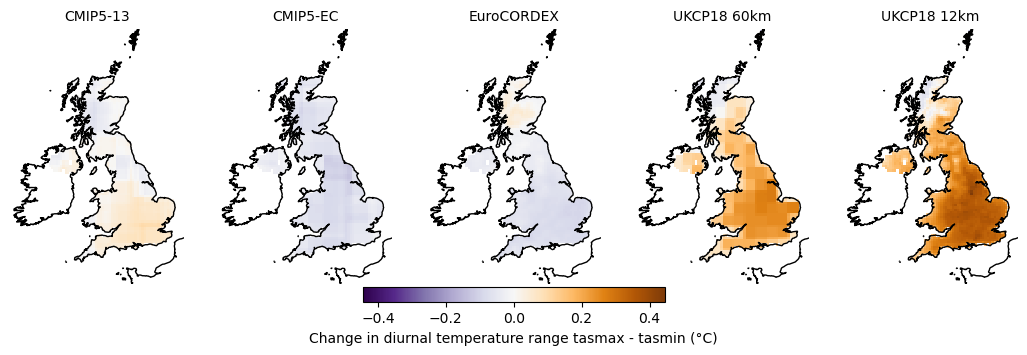 CMIP5-13 CMIP5-EC EuroCORDEX UKCP18 60km UKCP18 12km
−0.4 −0.2 0.0 0.2 0.4
Change in diurnal temperature range tasmax - tasmin (°C)